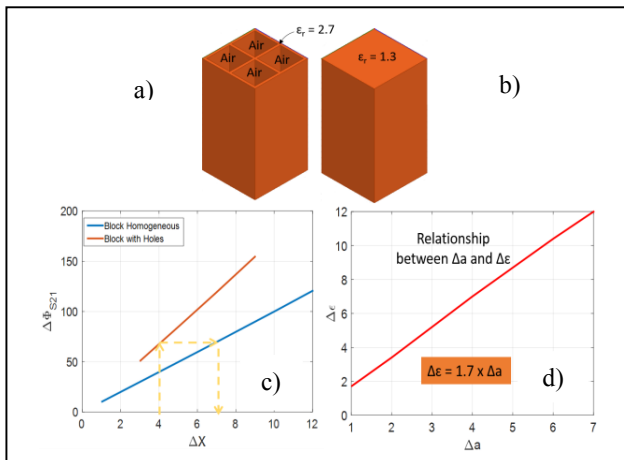 εr = 2.7
Air
Air
Air
Air
a)
εr = 1.3
b)
200
150
100
50
0
Block Homogeneous
Block with Holes
ΔΦS21
0 2 4 6 8 10 12
ΔX
c)
12
10
8
6
4
2
0
Relationship
between Δa and Δε
Δϵ
Δε = 1.7 x Δa
d)
1 2 3 4 5 6 7
Δa